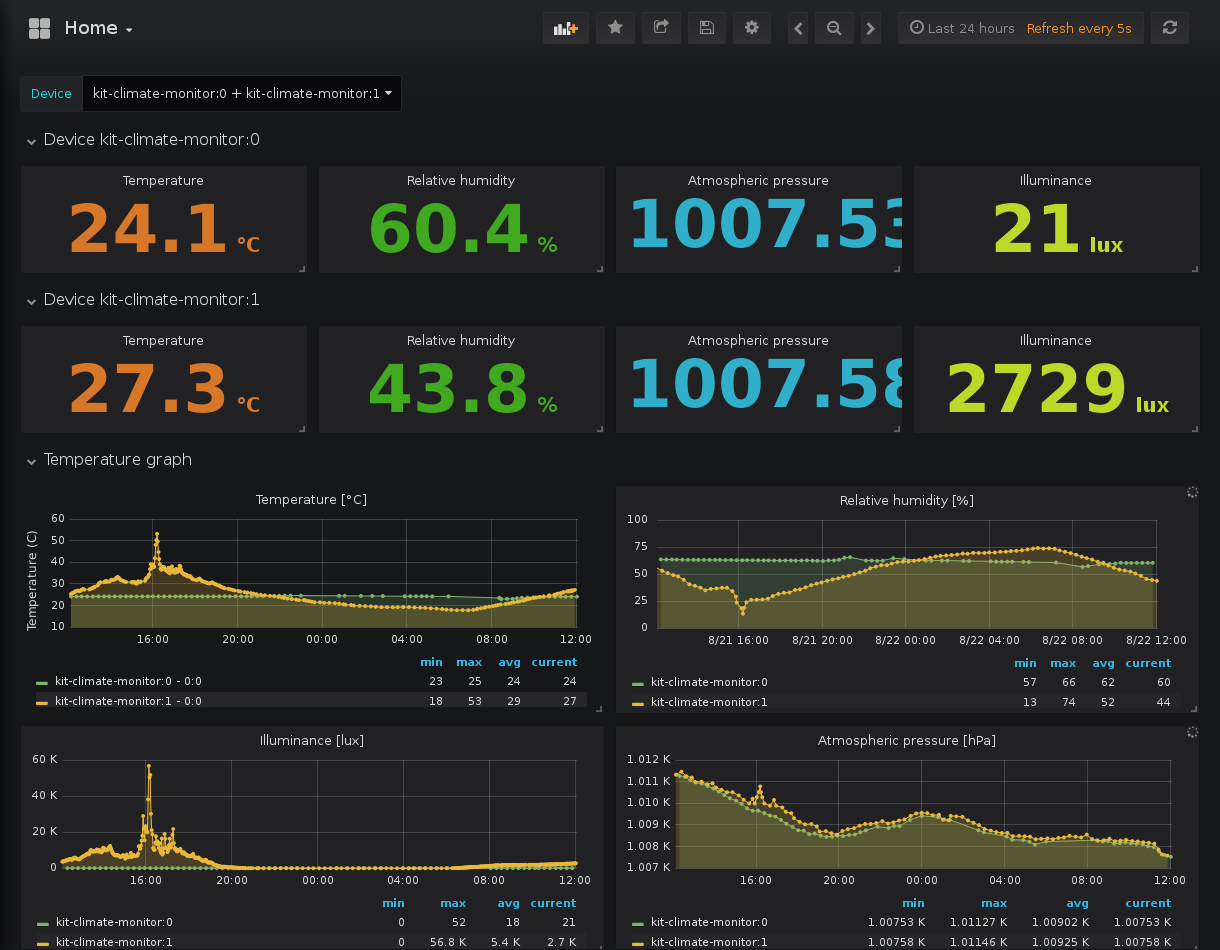 Home
Last 24 hours Refresh every 5s
Device kit-climate-monitor:0 + kit-climate-monitor:1
Device kit-climate-monitor:0
Temperature Relative humidity Atmospheric pressure Illuminance
24.1 °C 60.4 % 1007.53 21 lux
Device kit-climate-monitor:1
Temperature Relative humidity Atmospheric pressure Illuminance
27.3 °C 43.8 % 1007.58 2729 lux
Temperature graph
Temperature [°C]
Temperature (C)
60
50
40
30
20
10
16:00 20:00 00:00 04:00 08:00 12:00
min max avg current
kit-climate-monitor:0 - 0:0 23 25 24 24
kit-climate-monitor:1 - 0:0 18 53 29 27
Relative humidity [%]
100
75
50
25
0
8/21 16:00 8/21 20:00 8/22 00:00 8/22 04:00 8/22 08:00 8/22 12:00
min max avg current
kit-climate-monitor:0 57 66 62 60
kit-climate-monitor:1 13 74 52 44
Illuminance [lux]
60 K
40 K
20 K
0
16:00 20:00 00:00 04:00 08:00 12:00
min max avg current
kit-climate-monitor:0 0 52 18 21
kit-climate-monitor:1 0 56.8 K 5.4 K 2.7 K
Atmospheric pressure [hPa]
1.012 K
1.011 K
1.010 K
1.009 K
1.008 K
1.007 K
16:00 20:00 00:00 04:00 08:00 12:00
min max avg current
kit-climate-monitor:0 1.00753 K 1.01127 K 1.00902 K 1.00753 K
kit-climate-monitor:1 1.00758 K 1.01146 K 1.00925 K 1.00758 K